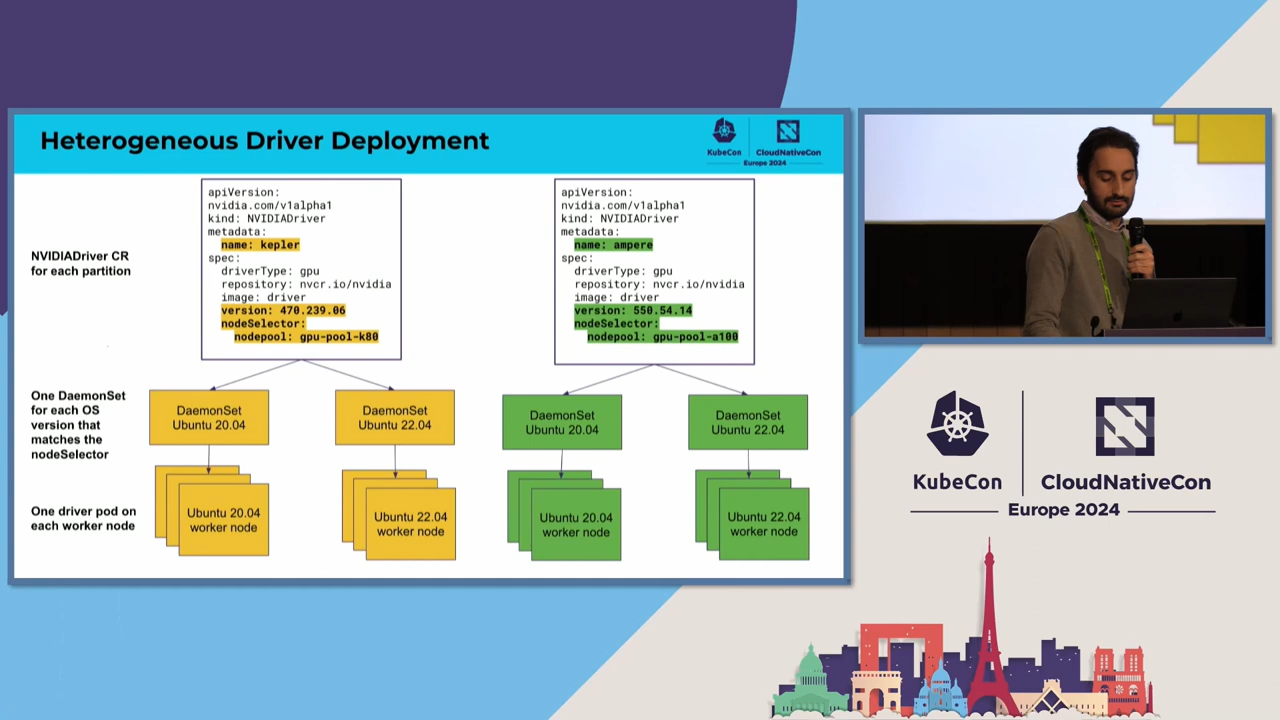 Heterogeneous Driver Deployment
KubeCon
CloudNativeCon
Europe 2024
NVIDIADriver CR
for each partition
apiVersion:
nvidia.com/v1alpha1
kind: NVIDIADriver
metadata:
name: kepler
spec:
driverType: gpu
repository: nvcr.io/nvidia
image: driver
version: 470.239.06
nodeSelector:
nodepool: gpu-pool-k80
apiVersion:
nvidia.com/v1alpha1
kind: NVIDIADriver
metadata:
name: ampere
spec:
driverType: gpu
repository: nvcr.io/nvidia
image: driver
version: 550.54.14
nodeSelector:
nodepool: gpu-pool-a100
One DaemonSet
for each OS
version that
matches the
nodeSelector
DaemonSet
Ubuntu 20.04
DaemonSet
Ubuntu 22.04
DaemonSet
Ubuntu 20.04
DaemonSet
Ubuntu 22.04
One driver pod on
each worker node
Ubuntu 20.04
worker node
Ubuntu 22.04
worker node
Ubuntu 20.04
worker node
Ubuntu 22.04
worker node
KubeCon
CloudNativeCon
Europe 2024